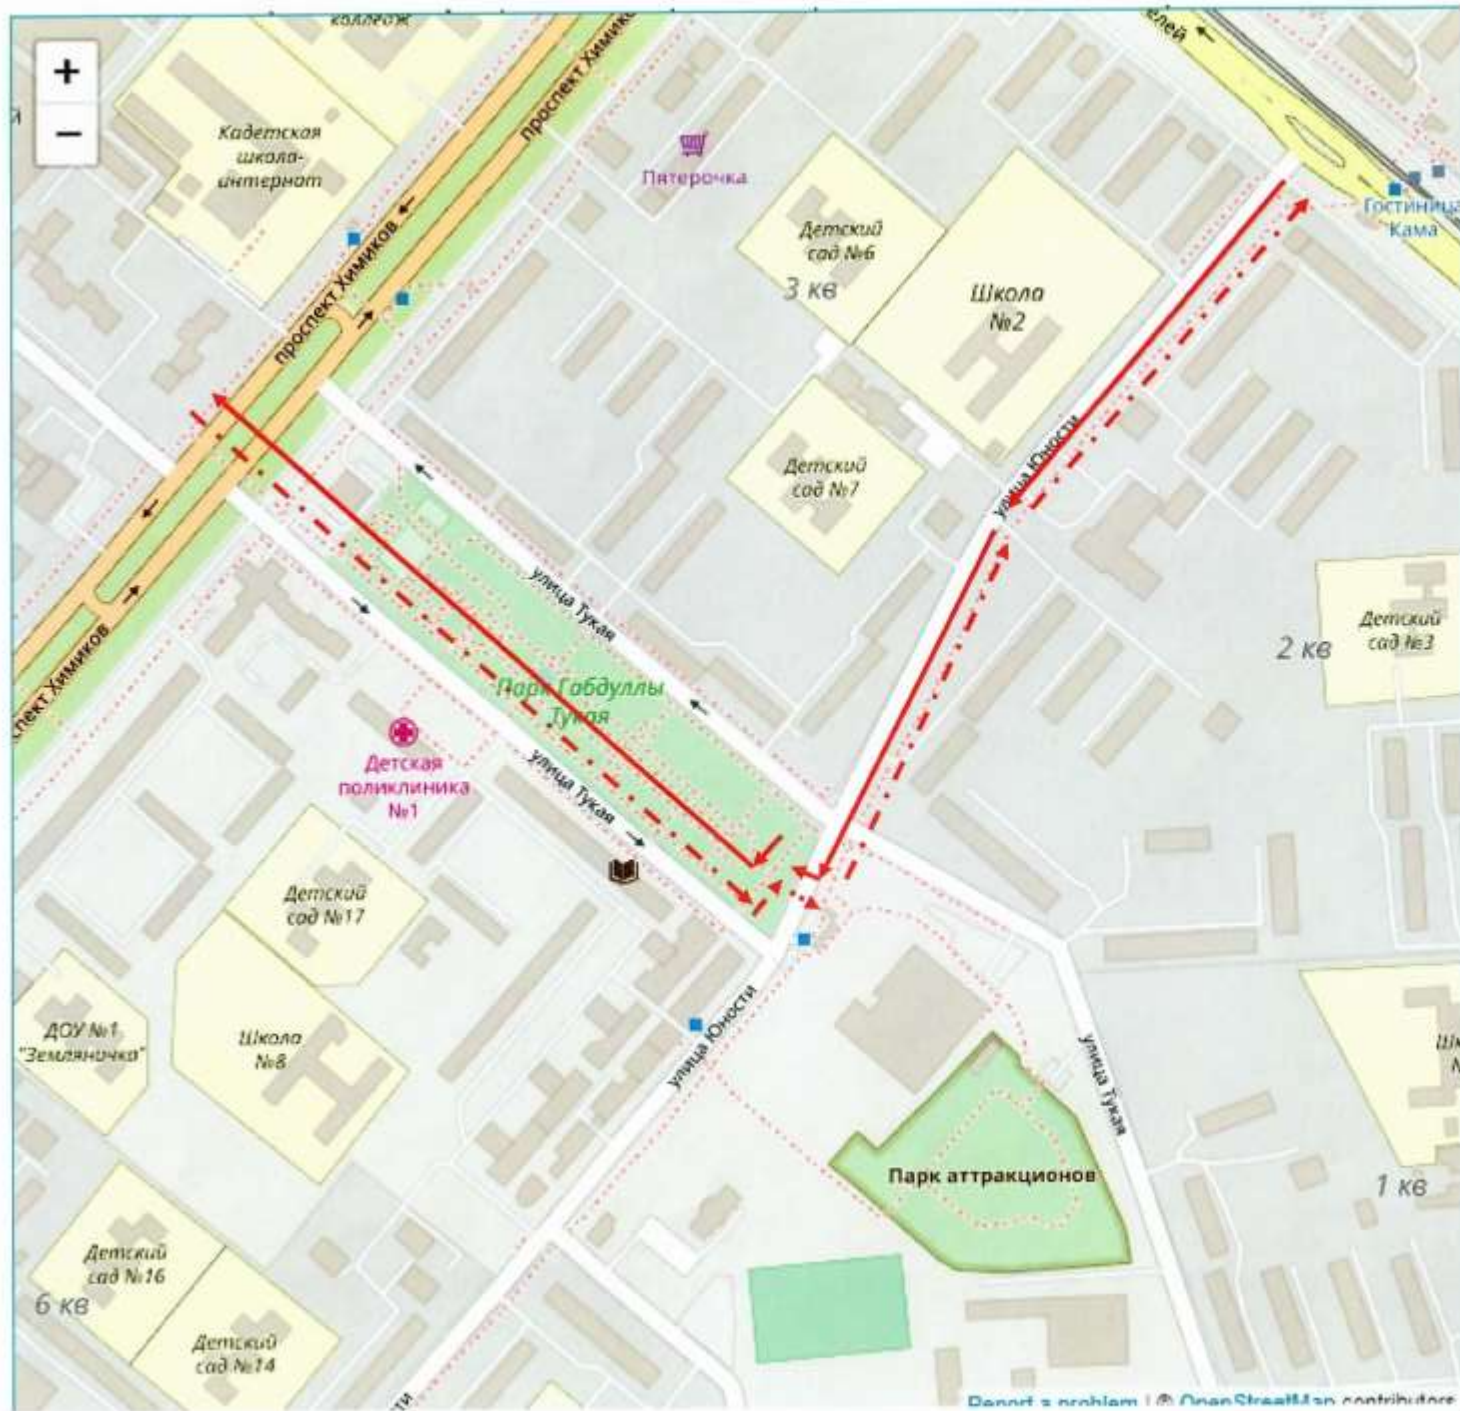 колледж
+
−
проспект Химиков
проспект Химиков
Кадетская
школа-
интернат
Пятерочка
Гостиница
Кама
Детский
сад №6
3 кв
Школа
№2
проспект Химиков
улица Юности
Детский
сад №7
улица Тукая
Детский
сад №3
2 кв
Парк Габдуллы
Тукая
проспект Химиков
Детская
поликлиника
№1
улица Тукая
Детский
сад №17
ДОУ №1
"Земляничка"
Школа
№8
улица Юности
улица Тукая
Парк аттракционов
1 кв
Детский
сад №16
6 кв
Детский
сад №14
Report a problem | © OpenStreetMap contributors